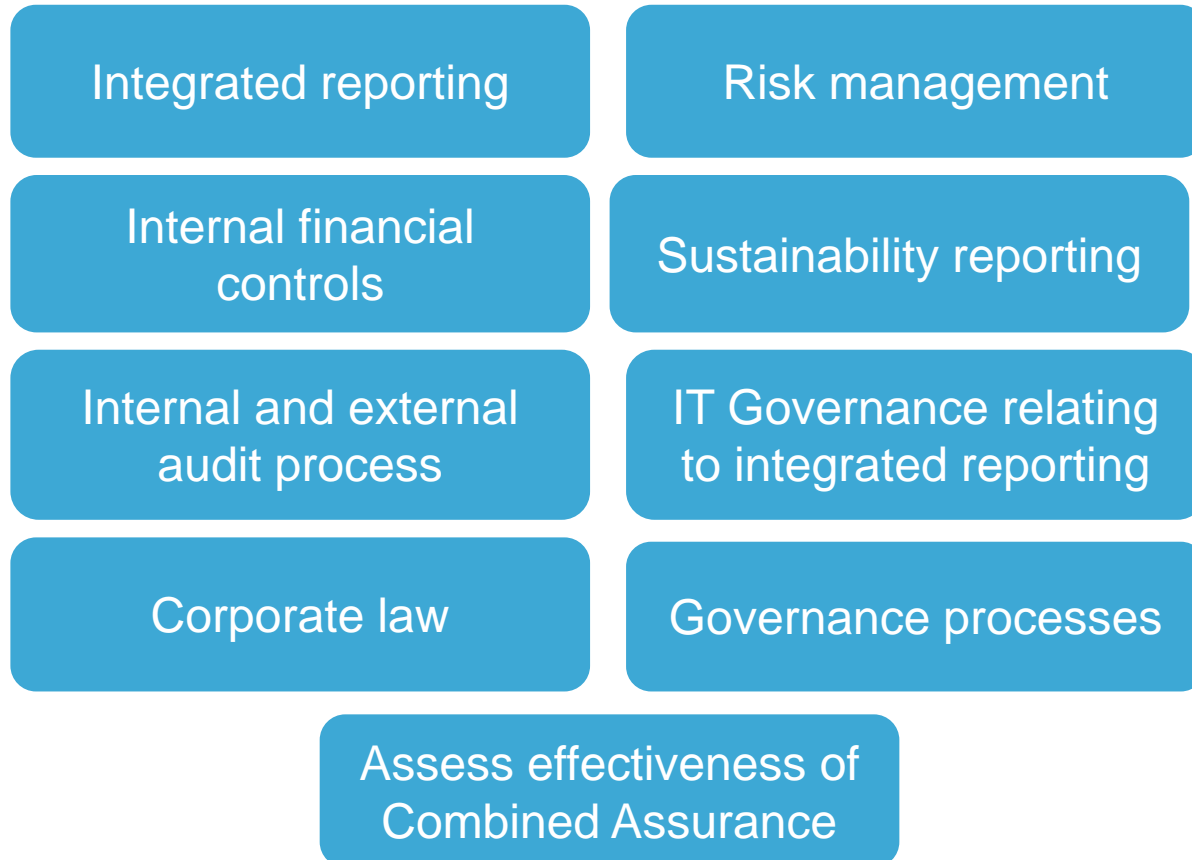 Integrated reporting
Risk management
Internal financial
controls
Sustainability reporting
Internal and external
audit process
IT Governance relating
to integrated reporting
Corporate law
Governance processes
Assess effectiveness of
Combined Assurance